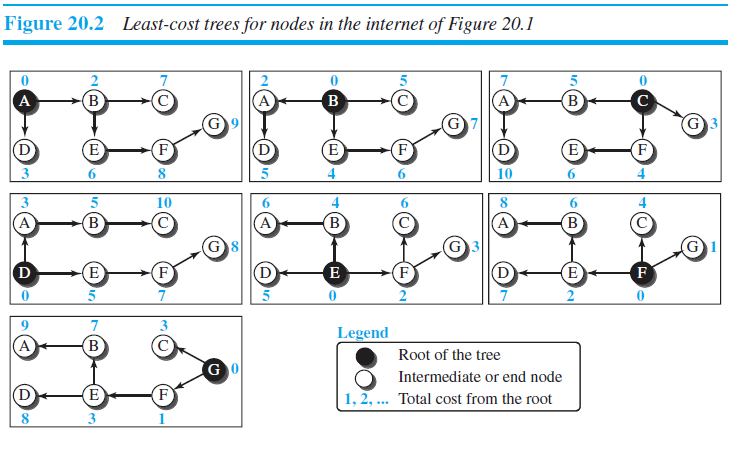 Figure 20.2 Least-cost trees for nodes in the internet of Figure 20.1
0 2 7
A B C
G 9
D E F
3 6 8
2 0 5
A B C
G 7
D E F
5 4 6
7 5 0
A B C
G 3
D E F
10 6 4
3 5 10
A B C
G 8
D E F
0 5 7
6 4 6
A B C
G 3
D E F
5 0 2
8 6 4
A B C
G 1
D E F
7 2 0
9 7 3
A B C
G 0
D E F
8 3 1
Legend
Root of the tree
Intermediate or end node
1, 2, ... Total cost from the root